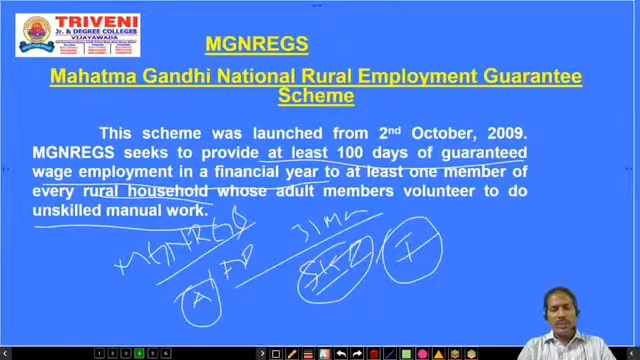 TRIVENI
Jr. & DEGREE COLLEGES
VIJAYAWADA
MGNREGS
Mahatma Gandhi National Rural Employment Guarantee
Scheme
This scheme was launched from 2nd October, 2009.
MGNREGS seeks to provide at least 100 days of guaranteed
wage employment in a financial year to at least one member of
every rural household whose adult members volunteer to do
unskilled manual work.
MGNREGS
AP
A
I